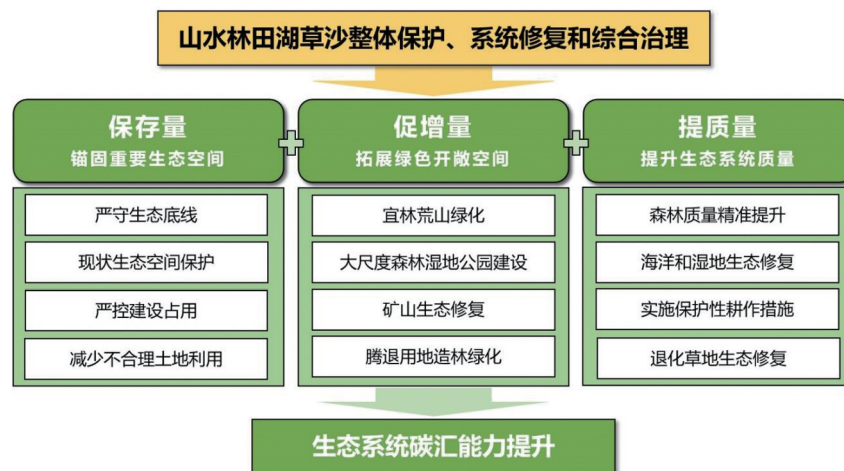 山水林田湖草沙整体保护、系统修复和综合治理
保存量
锚固重要生态空间
严守生态底线
现状生态空间保护
严控建设占用
减少不合理土地利用
促增量
拓展绿色开敞空间
宜林荒山绿化
大尺度森林湿地公园建设
矿山生态修复
腾退用地造林绿化
提质量
提升生态系统质量
森林质量精准提升
海洋和湿地生态修复
实施保护性耕作措施
退化草地生态修复
生态系统碳汇能力提升